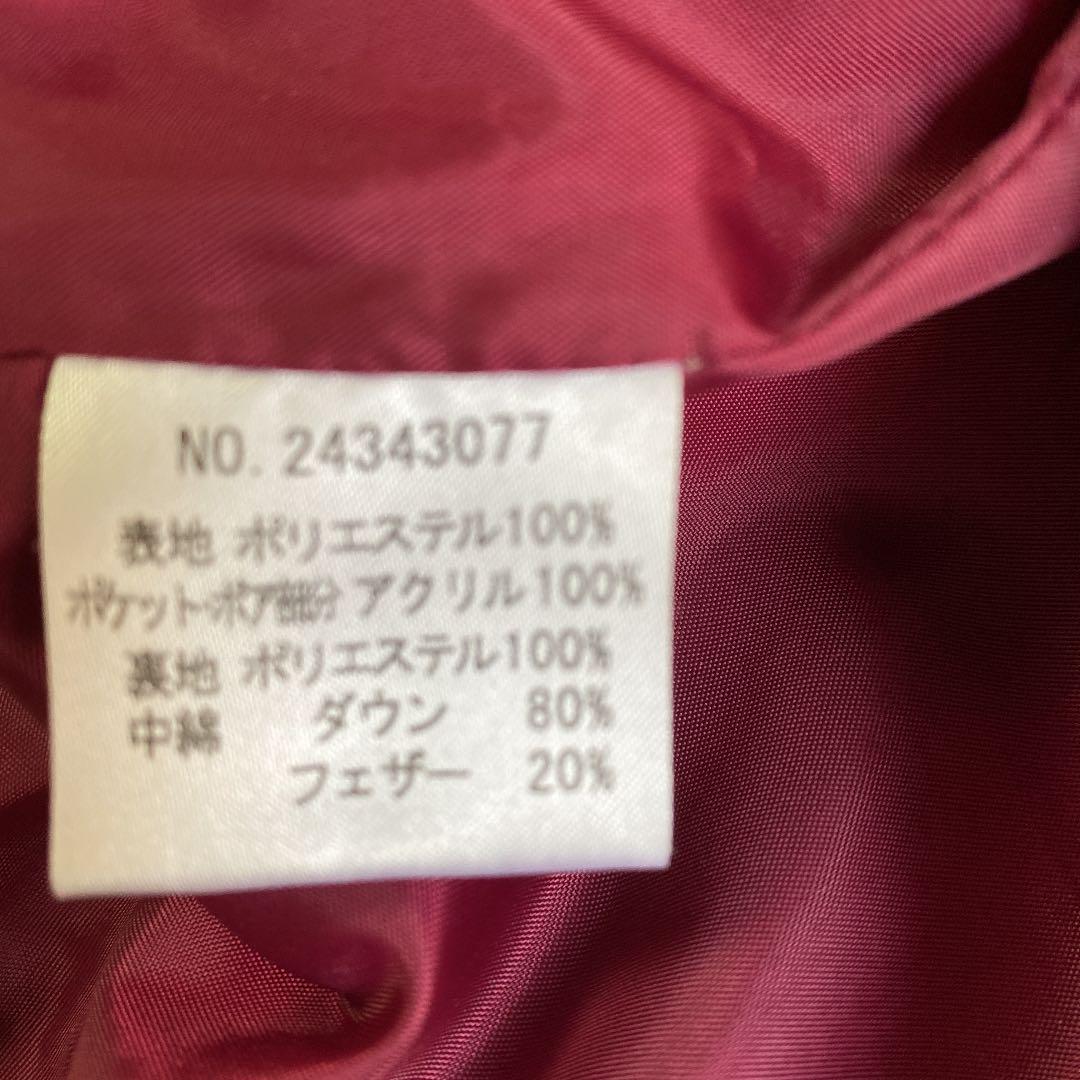 NO. 24343077
表地 ポリエステル100%
ポケット・ボア部分 アクリル100%
裏地 ポリエステル100%
中綿 ダウン 80%
フェザー 20%